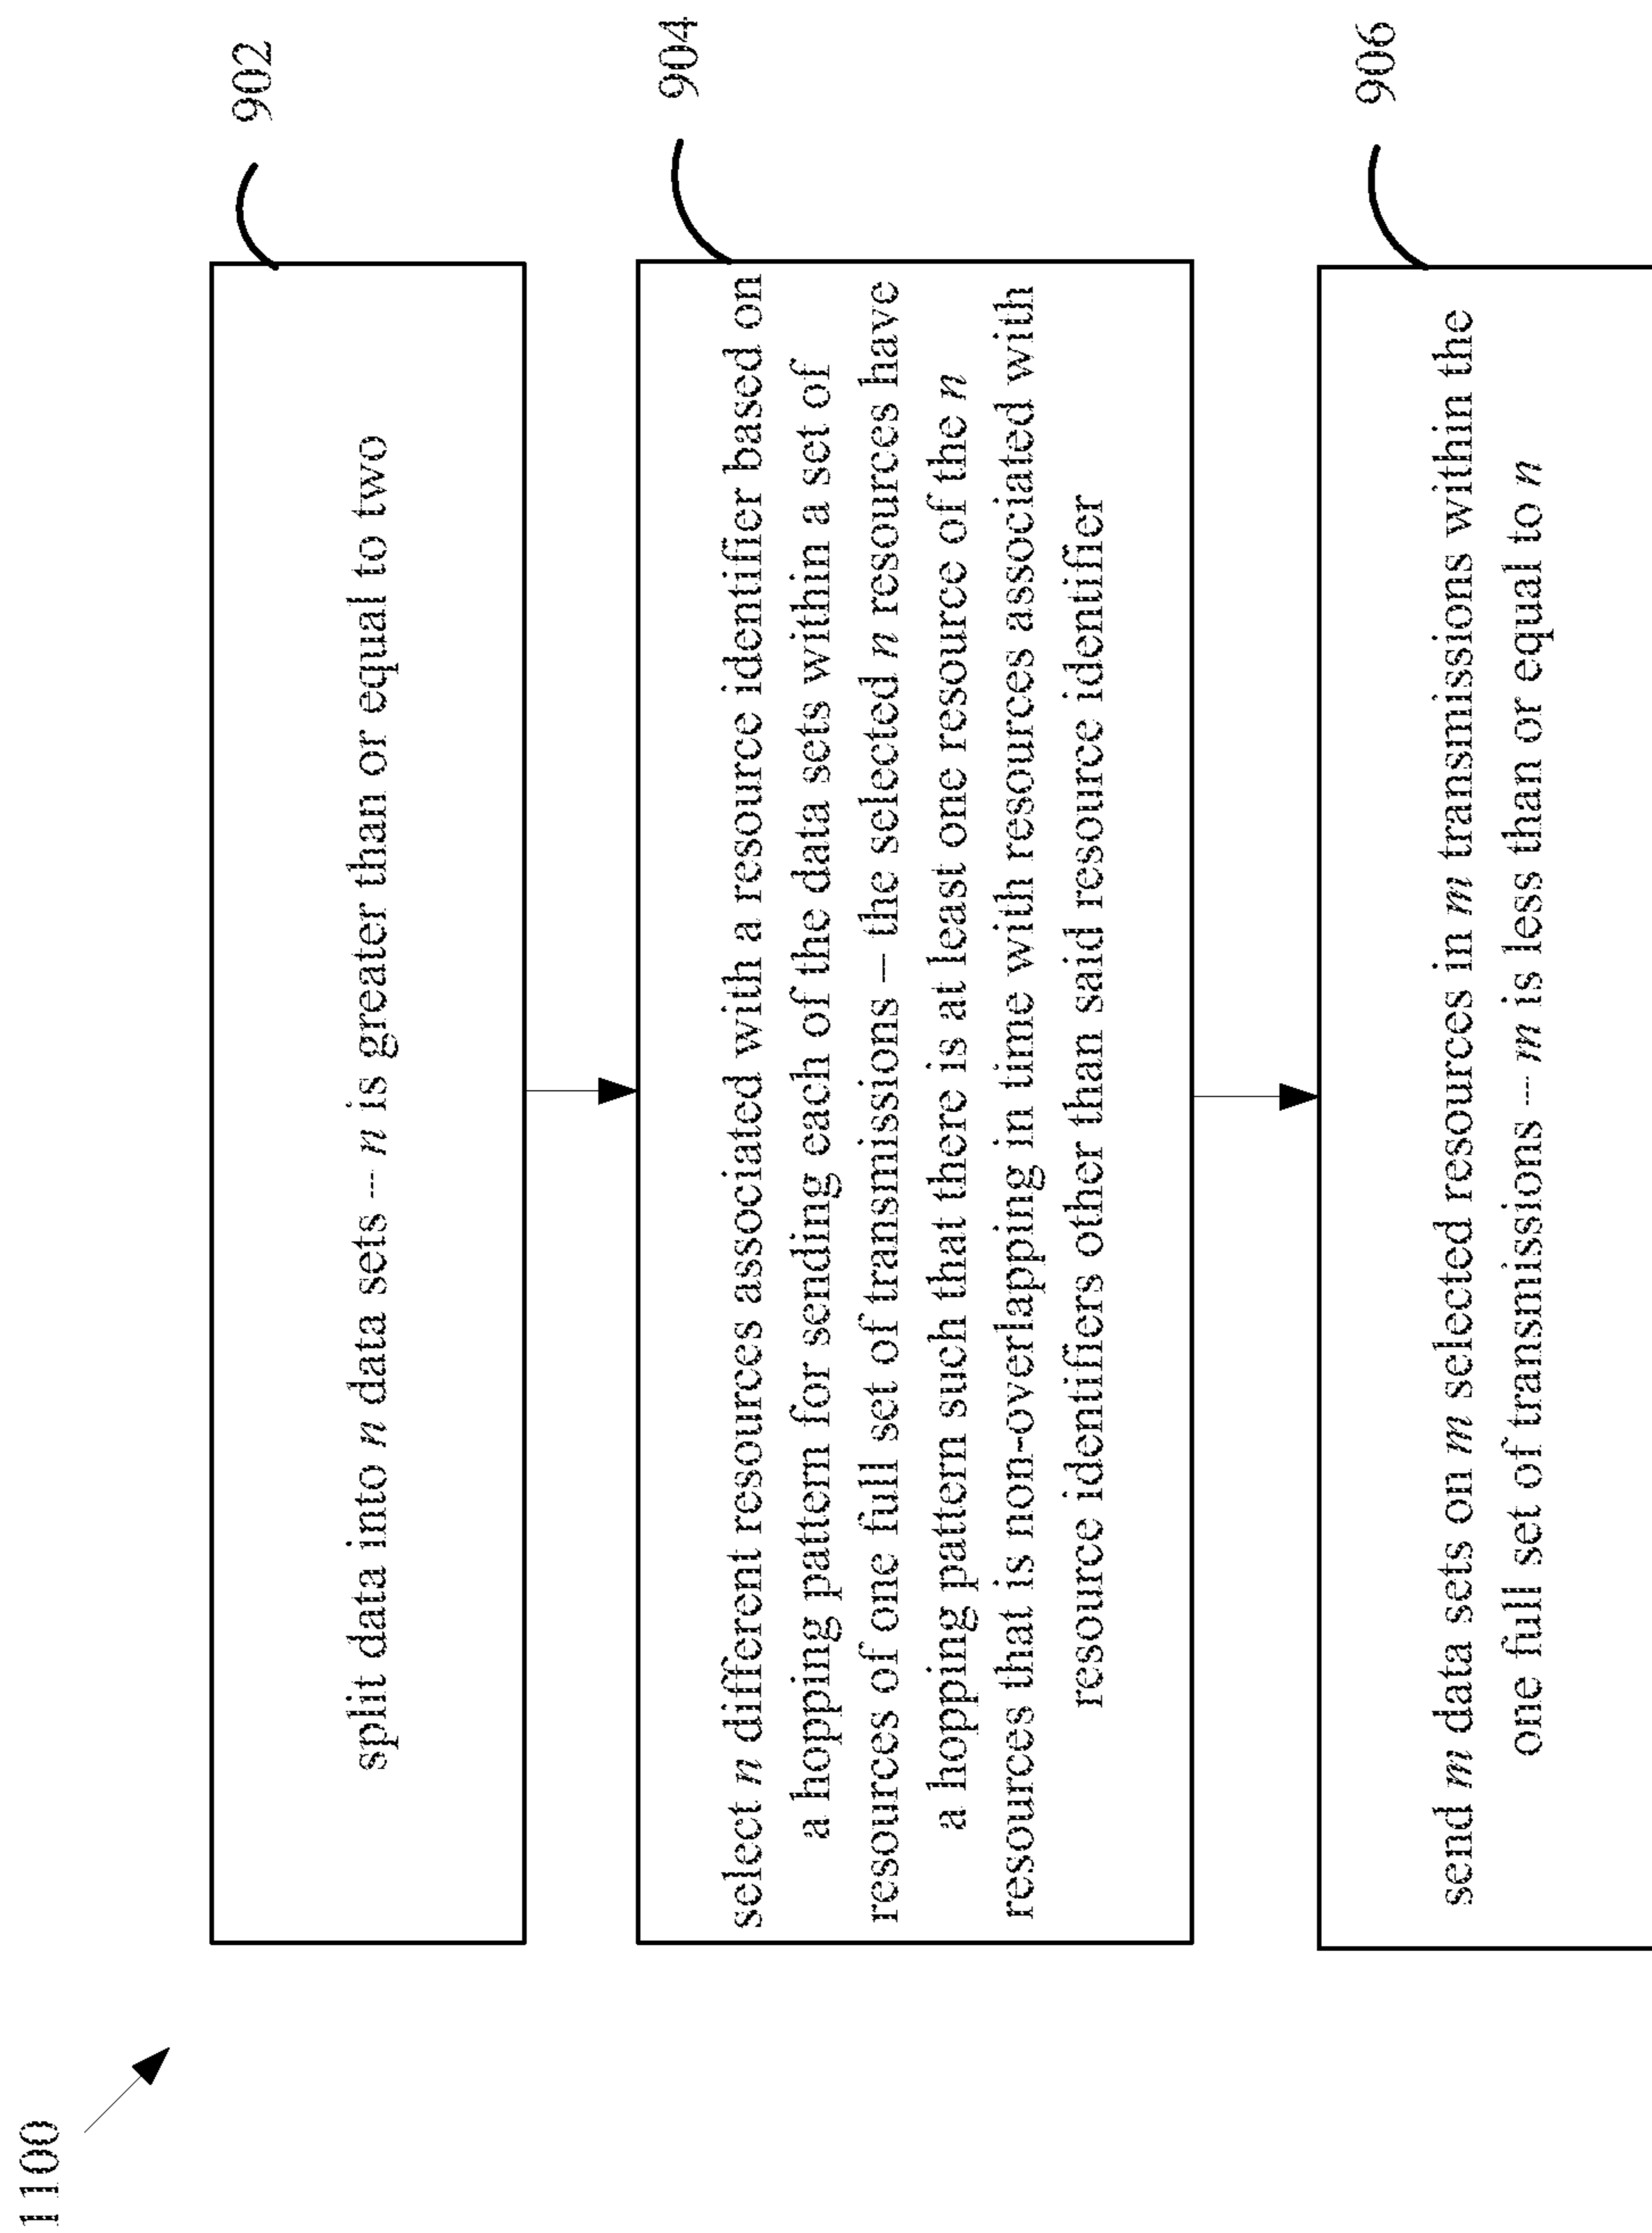 1100
902
split data into n data sets -- n is greater than or equal to two
904
select n different resources associated with a resource identifier based on
a hopping pattern for sending each of the data sets within a set of
resources of one full set of transmissions – the selected n resources have
a hopping pattern such that there is at least one resource of the n
resources that is non-overlapping in time with resources associated with
resource identifiers other than said resource identifier
906
send m data sets on m selected resources in m transmissions within the
one full set of transmissions -- m is less than or equal to n